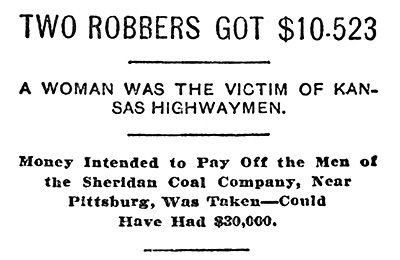 TWO ROBBERS GOT $10.523
A WOMAN WAS THE VICTIM OF KAN-
SAS HIGHWAYMEN.
Money Intended to Pay Off the Men of
the Sheridan Coal Company, Near
Pittsburg, Was Taken—Could
Have Had $30,000.